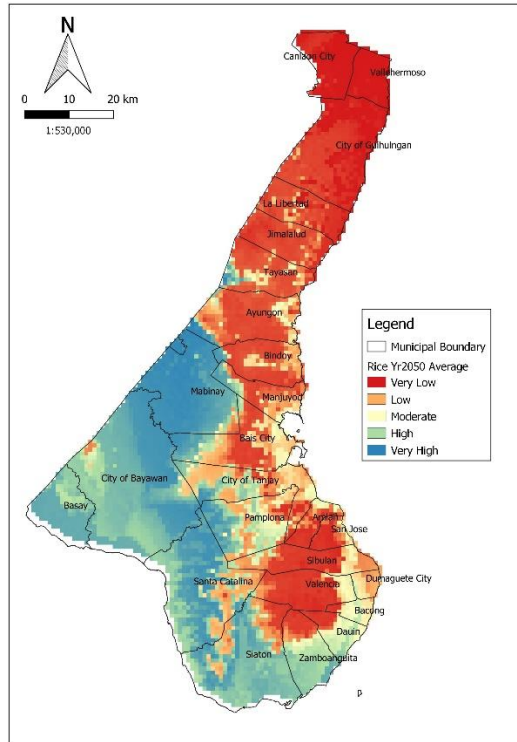 N
0 10 20 km
1:530,000
Canlaon City
Vallehermoso
City of Guihulngan
La Libertad
Jimalalud
Tayasan
Ayungon
Bindoy
Mabinay
Manjuyod
Bais City
City of Bayawan
City of Tanjay
Basay
Pamplona
Amlan
San Jose
Sibulan
Santa Catalina
Valencia
Dumaguete City
Bacong
Dauin
Siaton
Zamboanguita
Legend
Municipal Boundary
Rice Yr2050 Average
Very Low
Low
Moderate
High
Very High